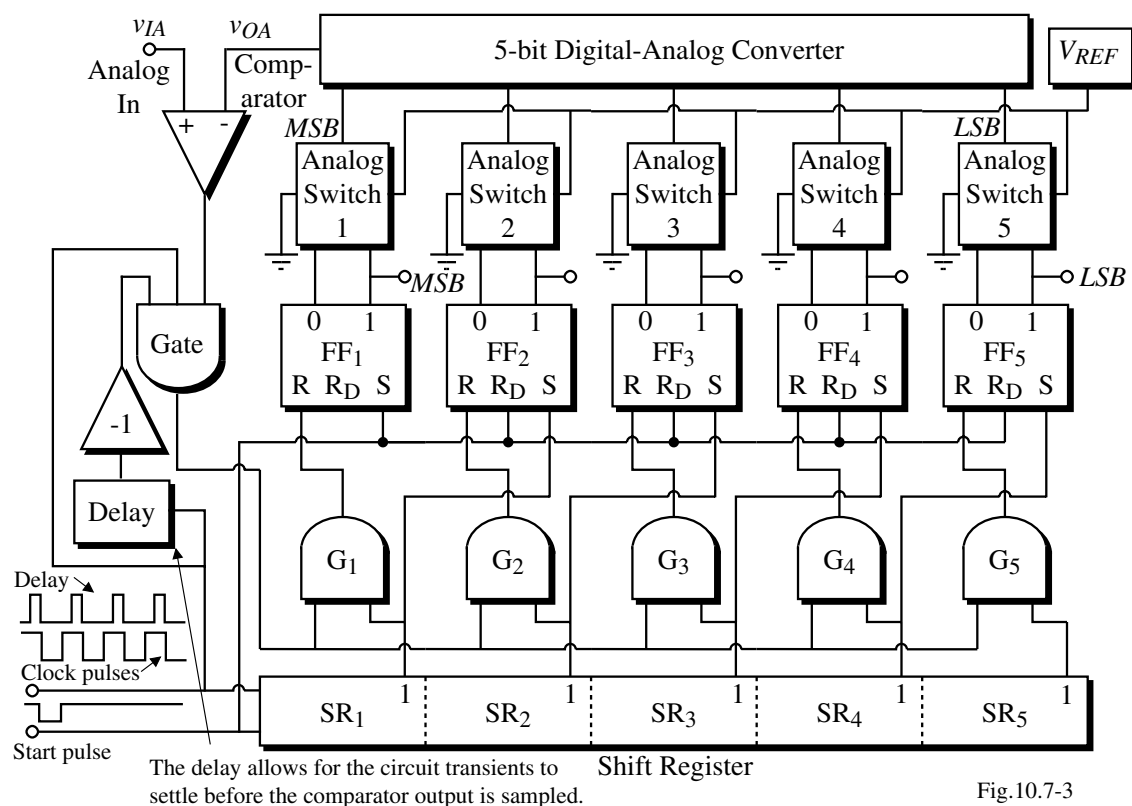 v_IA
v_OA
5-bit Digital-Analog Converter
V_REF
Analog
In
Comp-
arator
+ -
MSB
LSB
Analog
Switch
1
Analog
Switch
2
Analog
Switch
3
Analog
Switch
4
Analog
Switch
5
MSB
LSB
Gate
0 1
FF1
R RD S
0 1
FF2
R RD S
0 1
FF3
R RD S
0 1
FF4
R RD S
0 1
FF5
R RD S
-1
Delay
G1
G2
G3
G4
G5
Delay
Clock pulses
1
1
1
1
1
SR1
SR2
SR3
SR4
SR5
Start pulse
Shift Register
The delay allows for the circuit transients to
settle before the comparator output is sampled.
Fig.10.7-3